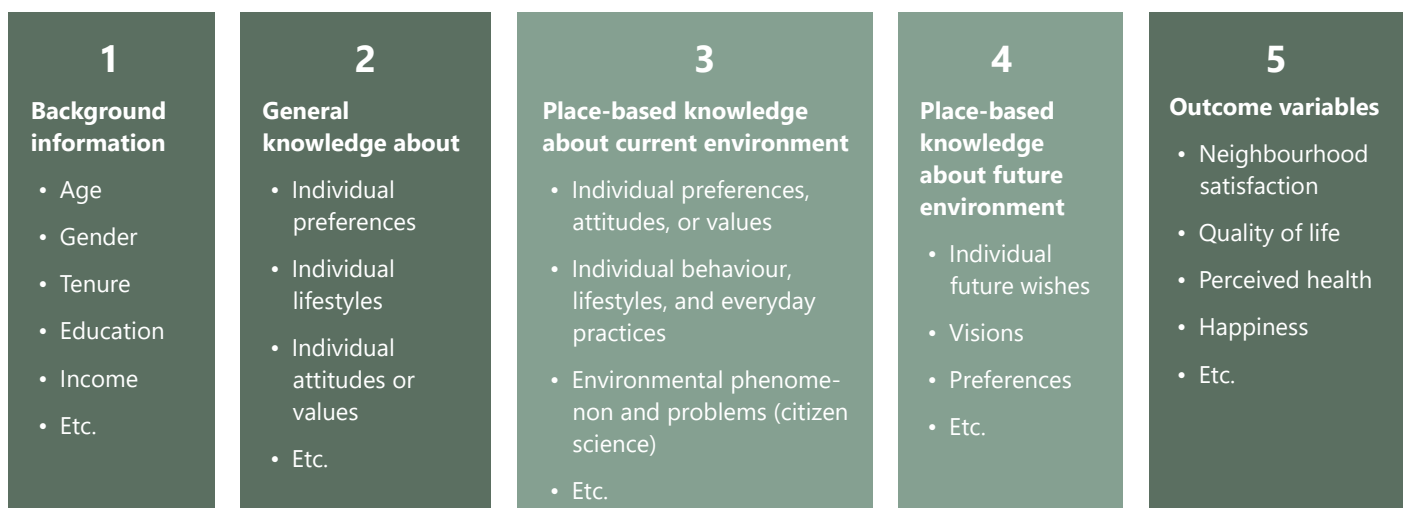 1
Background
information
• Age
• Gender
• Tenure
• Education
• Income
• Etc.
2
General
knowledge about
• Individual
preferences
• Individual
lifestyles
• Individual
attitudes or
values
• Etc.
3
Place-based knowledge
about current environment
• Individual preferences,
attitudes, or values
• Individual behaviour,
lifestyles, and everyday
practices
• Environmental phenome-
non and problems (citizen
science)
• Etc.
4
Place-based
knowledge
about future
environment
• Individual
future wishes
• Visions
• Preferences
• Etc.
5
Outcome variables
• Neighbourhood
satisfaction
• Quality of life
• Perceived health
• Happiness
• Etc.